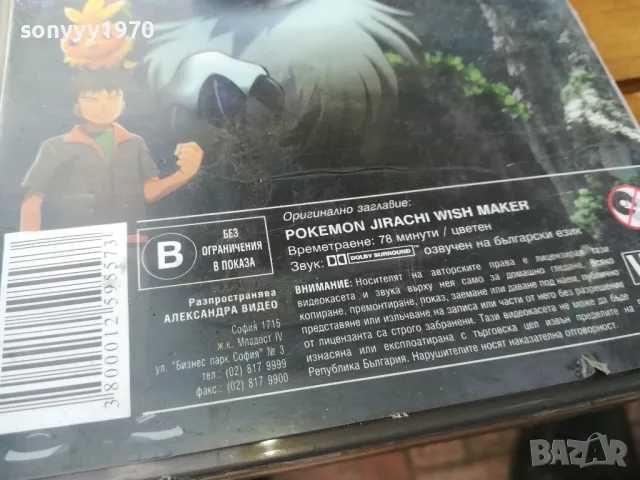 sonyyy1970
Оригинално заглавие:
POKEMON JIRACHI WISH MAKER
Времетраене: 78 минути / цветен
Звук: DOLBY SURROUND озвучен на български език
B
БЕЗ
ОГРАНИЧЕНИЯ
В ПОКАЗА
Разпространява
АЛЕКСАНДРА ВИДЕО
София 1715
ж.к. Младост IV
ул. "Бизнес парк София" № 3
тел.: (02) 817 9999
факс.: (02) 817 9900
ВНИМАНИЕ: Носителят на авторските права е лицензирал тази
видеокасета и звука върху нея само за домашно гледане. Всяко
копиране, премонтиране, показ, заемане или даване под наем, публично
представяне или излъчване на записа или части от него без разрешение
от лицензанта са строго забранени. Тази видеокасета не може да бъде
изнасяна или експлоатирана с търговска цел извън пределите на
Република България. Нарушителите носят наказателна отговорност.
3800012595573
BAZAR